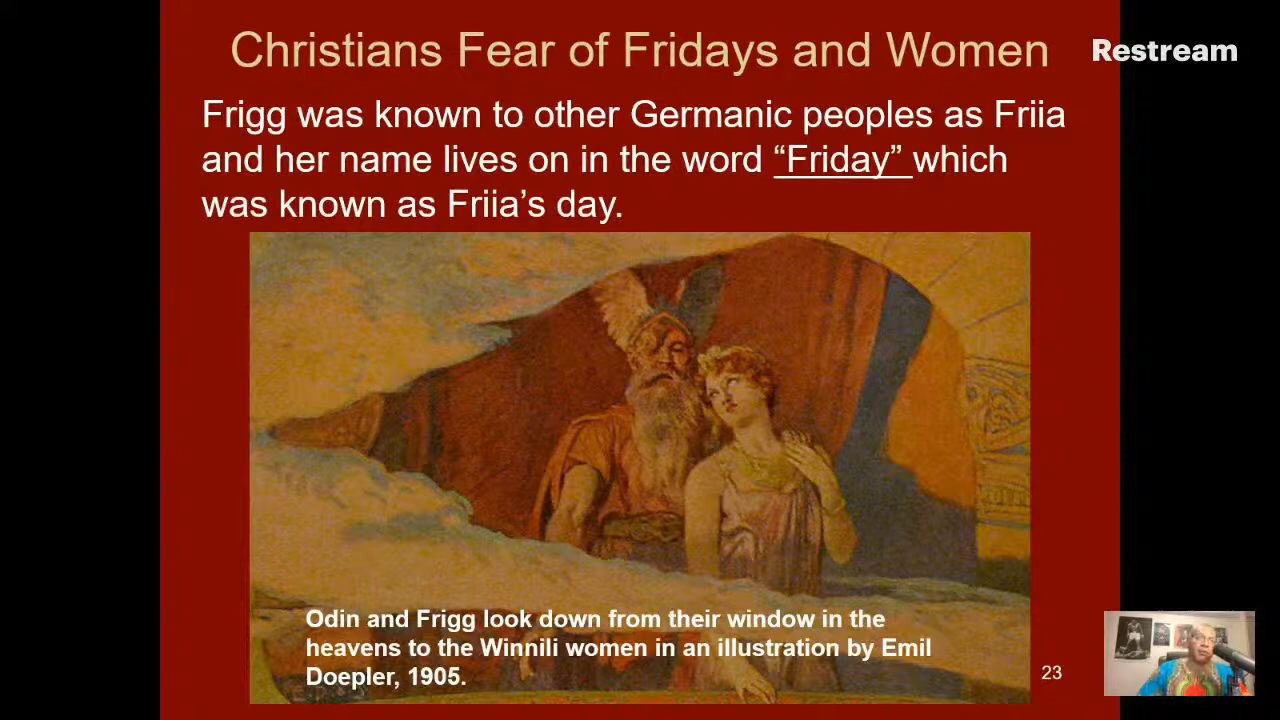 Christians Fear of Fridays and Women
Restream
Frigg was known to other Germanic peoples as Friia
and her name lives on in the word “Friday” which
was known as Friia’s day.
Odin and Frigg look down from their window in the
heavens to the Winnili women in an illustration by Emil
Doepler, 1905.
23